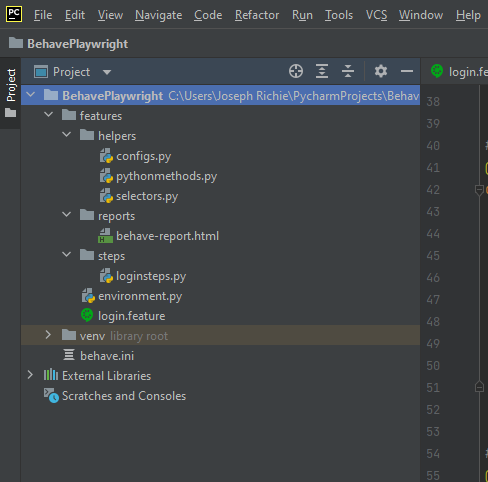 PC File Edit View Navigate Code Refactor Run Tools VCS Window Help
BehavePlaywright
Project
Project
login.fe
BehavePlaywright C:\Users\Joseph Richie\PycharmProjects\Behav
features
helpers
configs.py
pythonmethods.py
selectors.py
reports
H behave-report.html
steps
loginsteps.py
environment.py
login.feature
venv library root
behave.ini
External Libraries
Scratches and Consoles
38
39
40 #
41 (
42
43
44
45
46
47
48
49
50
51
52
53
54 #
55 (